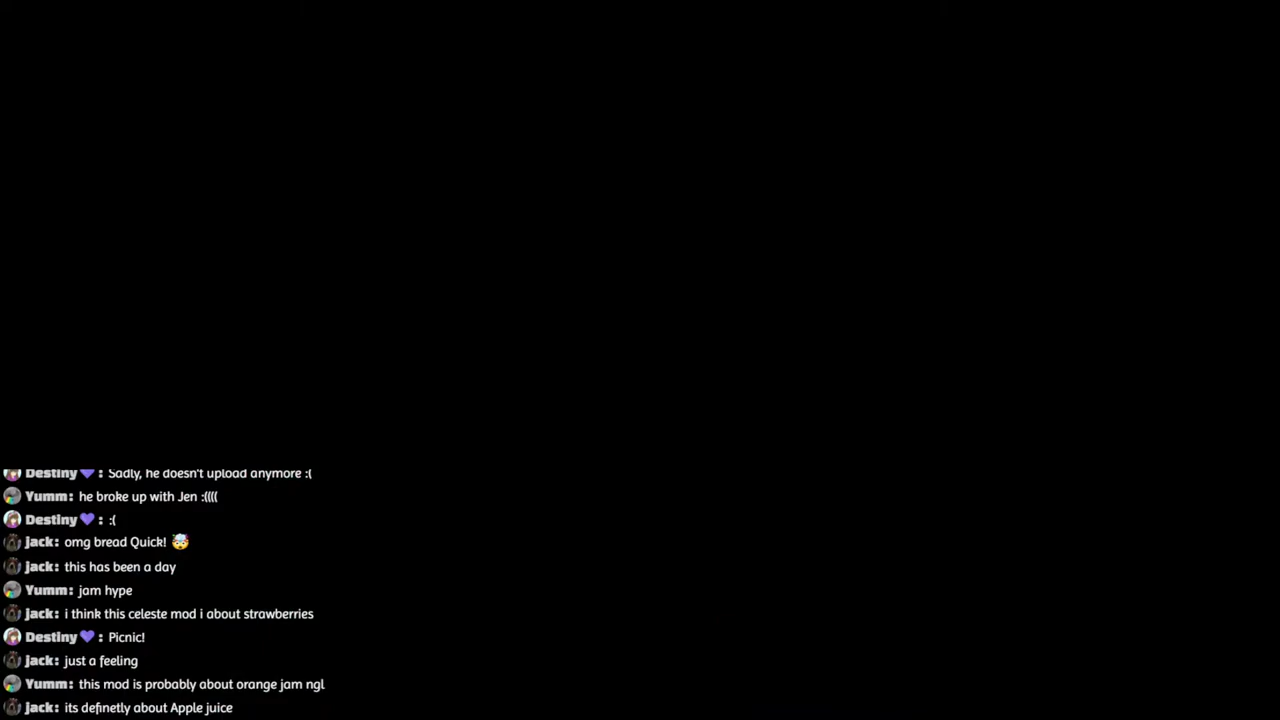 Destiny💜 : Sadly, he doesn't upload anymore :(
Yumm: he broke up with Jen :((((
Destiny💜 : :(
jack: omg bread Quick! 🤯
jack: this has been a day
Yumm: jam hype
jack: i think this celeste mod i about strawberries
Destiny💜 : Picnic!
jack: just a feeling
Yumm: this mod is probably about orange jam ngl
jack: its definetly about Apple juice